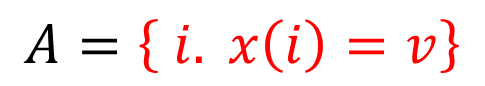 A = { i. x(i) = v}